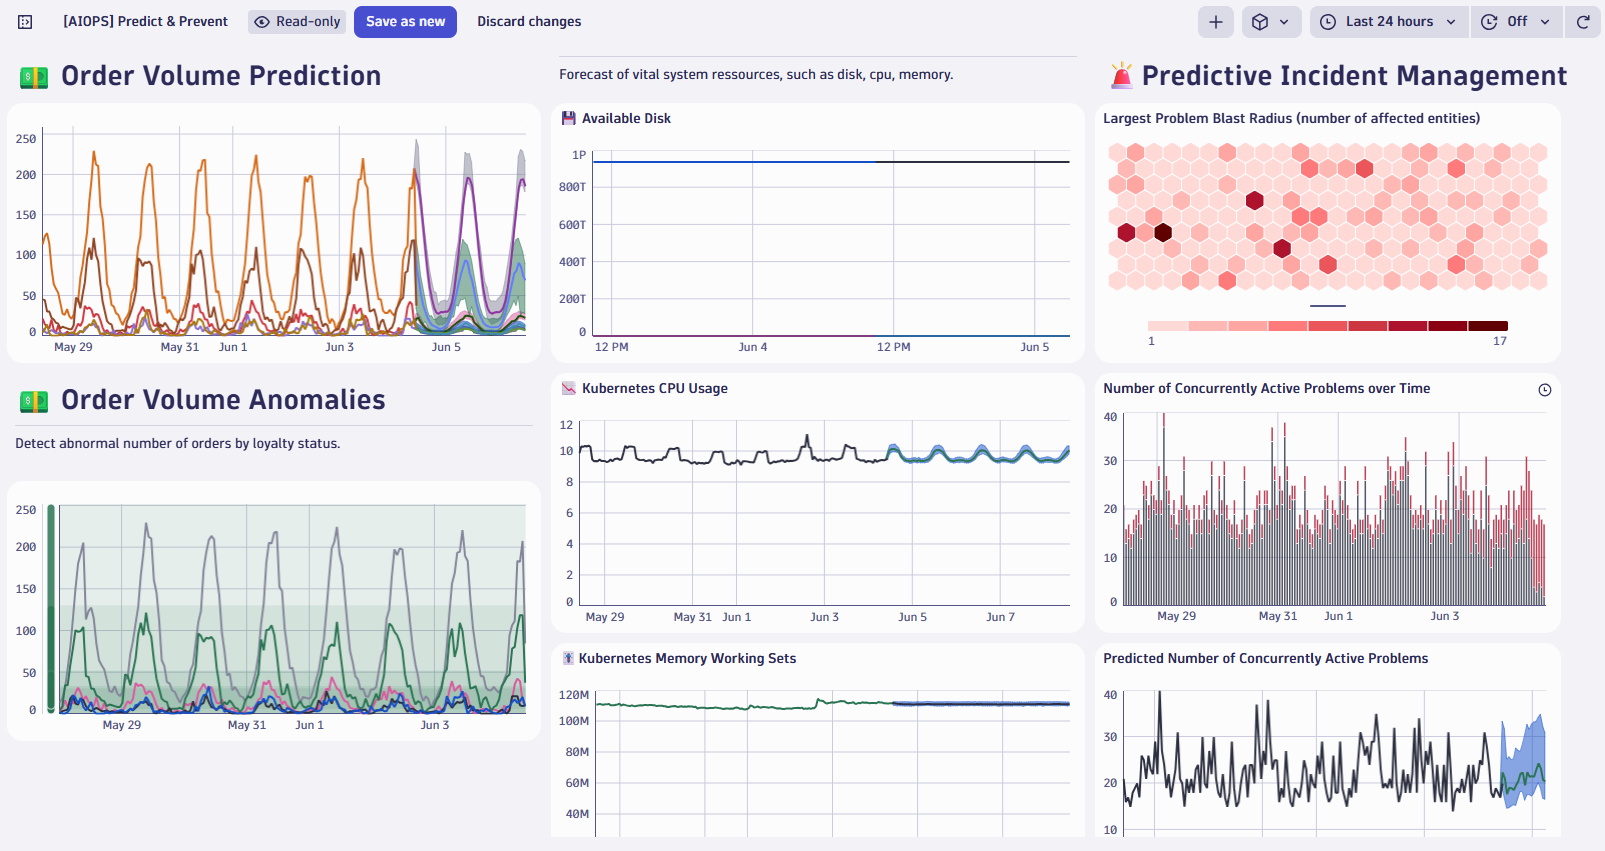 [AIOPS] Predict & Prevent
Read-only
Save as new
Discard changes
Last 24 hours
Off
Order Volume Prediction
250
200
150
100
50
0
May 29
May 31
Jun 1
Jun 3
Jun 5
Order Volume Anomalies
Detect abnormal number of orders by loyalty status.
250
200
150
100
50
0
May 29
May 31
Jun 1
Jun 3
Forecast of vital system ressources, such as disk, cpu, memory.
Available Disk
1P
800T
600T
400T
200T
0
12 PM
Jun 4
12 PM
Jun 5
Kubernetes CPU Usage
12
10
8
6
4
2
0
May 29
May 31
Jun 1
Jun 3
Jun 5
Jun 7
Kubernetes Memory Working Sets
120M
100M
80M
60M
40M
Predictive Incident Management
Largest Problem Blast Radius (number of affected entities)
1
17
Number of Concurrently Active Problems over Time
40
30
20
10
0
May 29
May 31
Jun 1
Jun 3
Predicted Number of Concurrently Active Problems
40
30
20
10